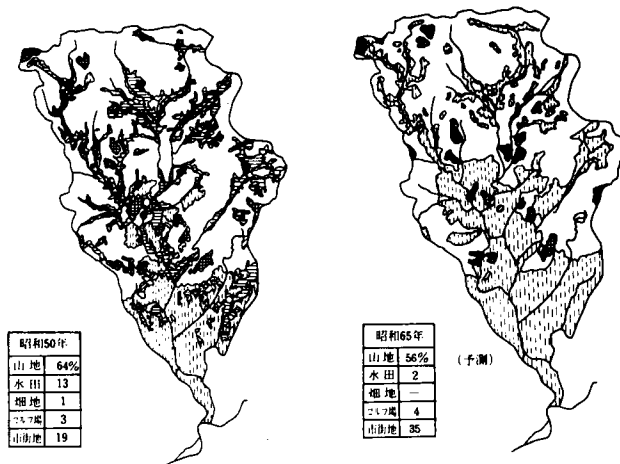 昭和50年
山地 64%
水田 13
畑地 1
ゴルフ場 3
市街地 19
昭和65年
(予測)
山地 56%
水田 2
畑地 —
ゴルフ場 4
市街地 35